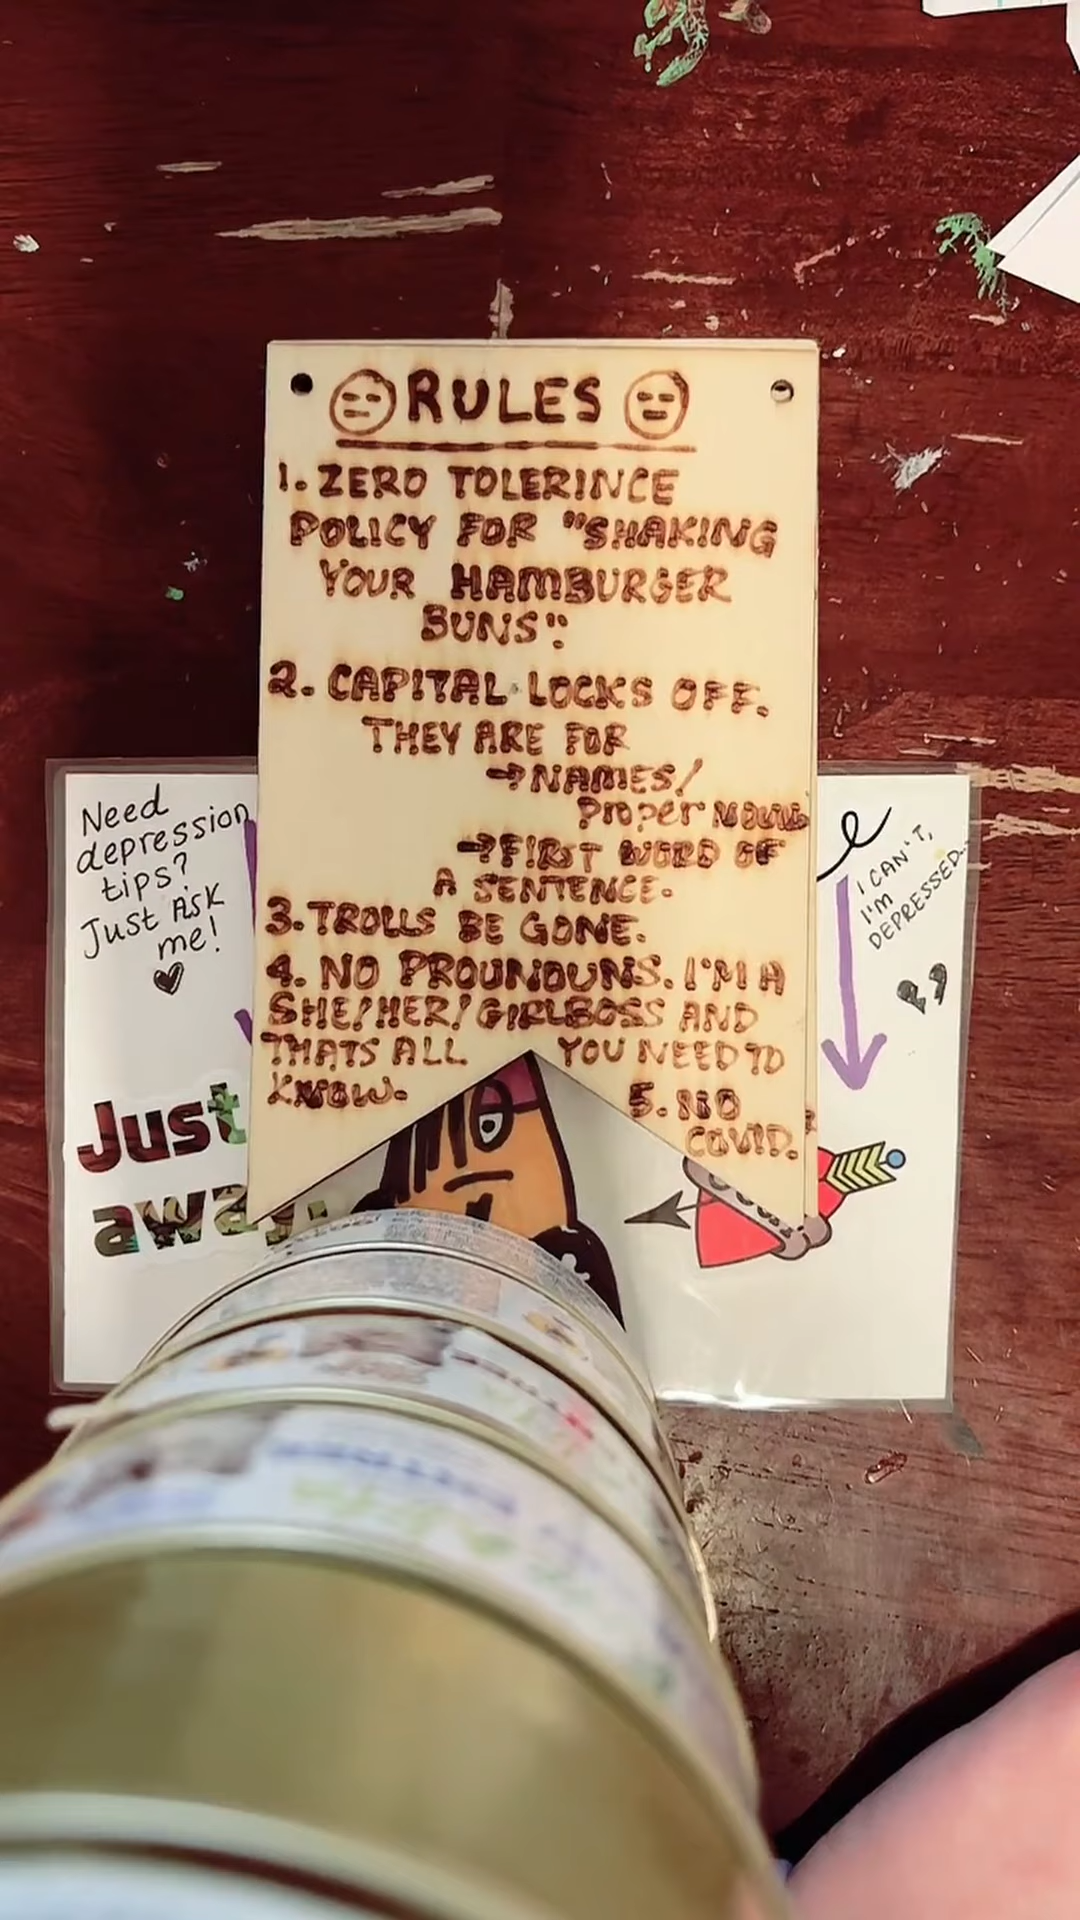 RULES
1. ZERO TOLERINCE
POLICY FOR "SHAKING
YOUR HAMBURGER
BUNS".
2. CAPITAL LOCKS OFF.
THEY ARE FOR
→ NAMES/
Proper NOUNS
→ FIRST WORD OF
A SENTENCE.
3. TROLLS BE GONE.
4. NO PROUNOUNS. I'M A
SHE/HER/GIRLBOSS AND
THATS ALL YOU NEED TO
KNOW.
5. NO
COVID.
Need
depression
tips?
Just ASK
me!
Just
away.
I CAN'T,
I'M
DEPRESSED...